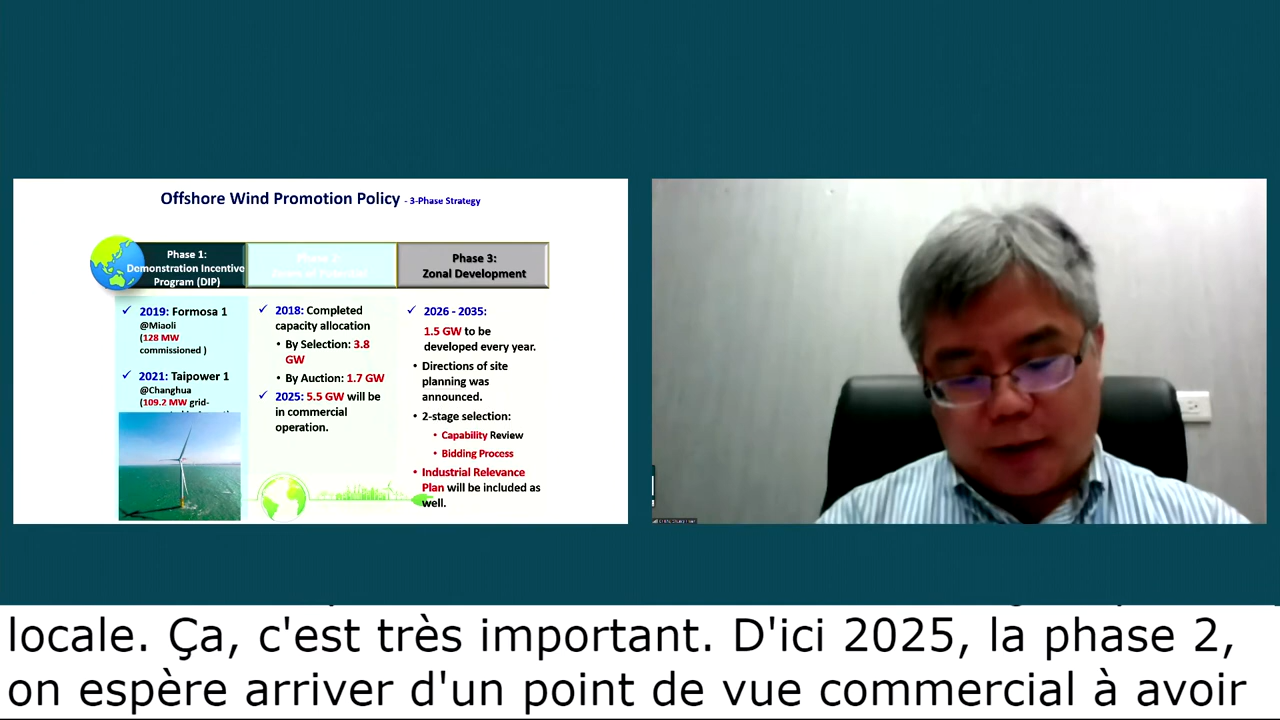 Offshore Wind Promotion Policy - 3-Phase Strategy
Phase 1:
Demonstration Incentive
Program (DIP)
✓ 2019: Formosa 1
@Miaoli
(128 MW
commissioned )
✓ 2021: Taipower 1
@Changhua
(109.2 MW grid-
Phase 2:
Zones of Potential
✓ 2018: Completed
capacity allocation
• By Selection: 3.8
GW
• By Auction: 1.7 GW
✓ 2025: 5.5 GW will be
in commercial
operation.
Phase 3:
Zonal Development
✓ 2026 - 2035:
1.5 GW to be
developed every year.
• Directions of site
planning was
announced.
• 2-stage selection:
• Capability Review
• Bidding Process
• Industrial Relevance
Plan will be included as
well.
locale. Ça, c'est très important. D'ici 2025, la phase 2,
on espère arriver d'un point de vue commercial à avoir